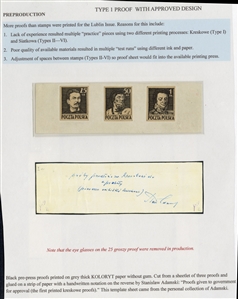 PREPRODUCTION
TYPE 1 PROOF WITH APPROVED DESIGN
More proofs than stamps were printed for the Lublin Issue. Reasons for this include:
1. Lack of experience resulted multiple "practice" pieces using two different printing processes: Krakow (Type I)
and Sankowa (Types II—VI).
2. Poor quality of available materials resulted in multiple "test runs" using different ink and paper.
3. Adjustment of spaces between stamps (Types II-VI) so proof sheet would fit into the available printing press.
25
50
1
POCZTA
POLSKA
POCZTA
POLSKA
POCZTA
POLSKA
Note that the eye glasses on the 25 groszy proof were removed in production.
Black pre-press proofs printed on grey thick KOLORYT paper without gum. Cut from a sheetlet of three proofs and
glued on a strip of paper with a handwritten notation on the reverse by Stanisław Adamski: "Proofs given to government
for approval (the first printed krakow proofs)." This template sheet came from the personal collection of Adamski.